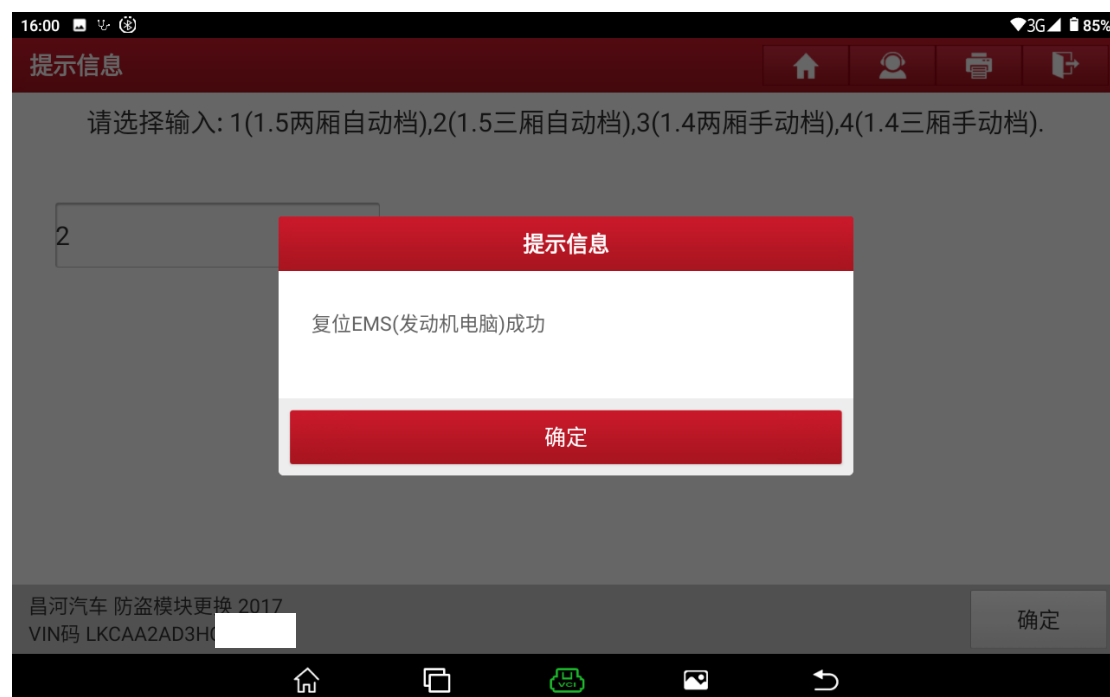 16:00
3G 85%
提示信息
请选择输入: 1(1.5两厢自动档),2(1.5三厢自动档),3(1.4两厢手动档),4(1.4三厢手动档).
2
提示信息
复位EMS(发动机电脑)成功
确定
昌河汽车 防盗模块更换 2017
VIN码 LKCAA2AD3H
确定
VCI